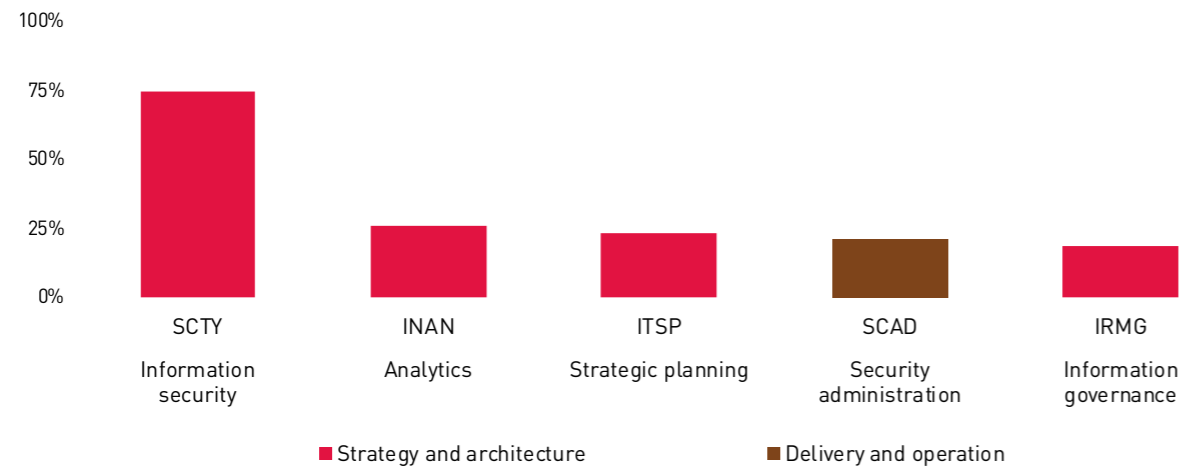 100%
75%
50%
25%
0%
SCTY
INAN
ITSP
SCAD
IRMG
Information
security
Analytics
Strategic planning
Security
administration
Information
governance
Strategy and architecture
Delivery and operation